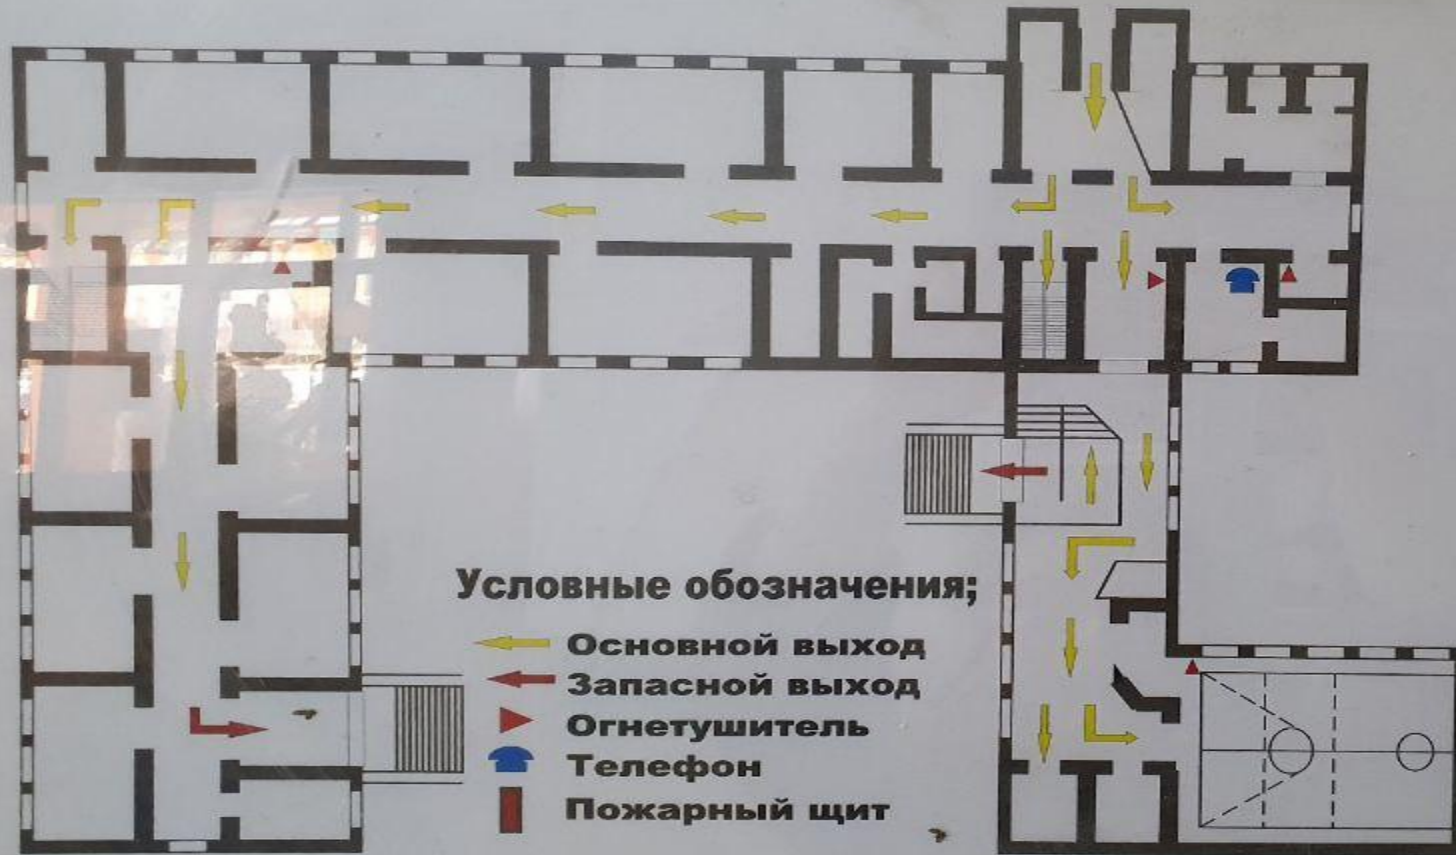 Условные обозначения;
Основной выход
Запасной выход
Огнетушитель
Телефон
Пожарный щит